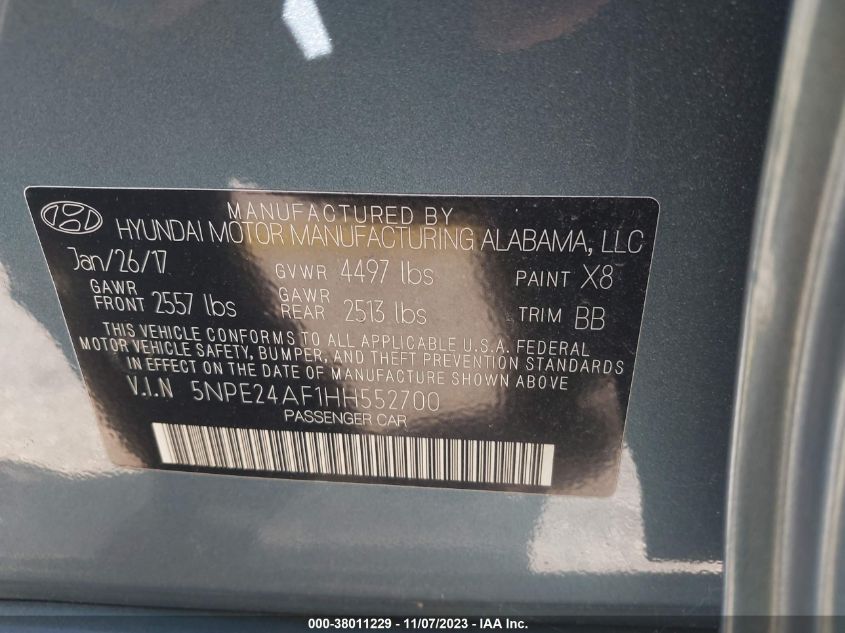 MANUFACTURED BY
HYUNDAI MOTOR MANUFACTURING ALABAMA, LLC
Jan/26/17 GVWR 4497 lbs PAINT X8
GAWR FRONT 2557 lbs GAWR REAR 2513 lbs TRIM BB
THIS VEHICLE CONFORMS TO ALL APPLICABLE U.S.A. FEDERAL
MOTOR VEHICLE SAFETY, BUMPER, AND THEFT PREVENTION STANDARDS
IN EFFECT ON THE DATE OF MANUFACTURE SHOWN ABOVE
V.I.N 5NPE24AF1HH552700
PASSENGER CAR
000-38011229 - 11/07/2023 - IAA Inc.